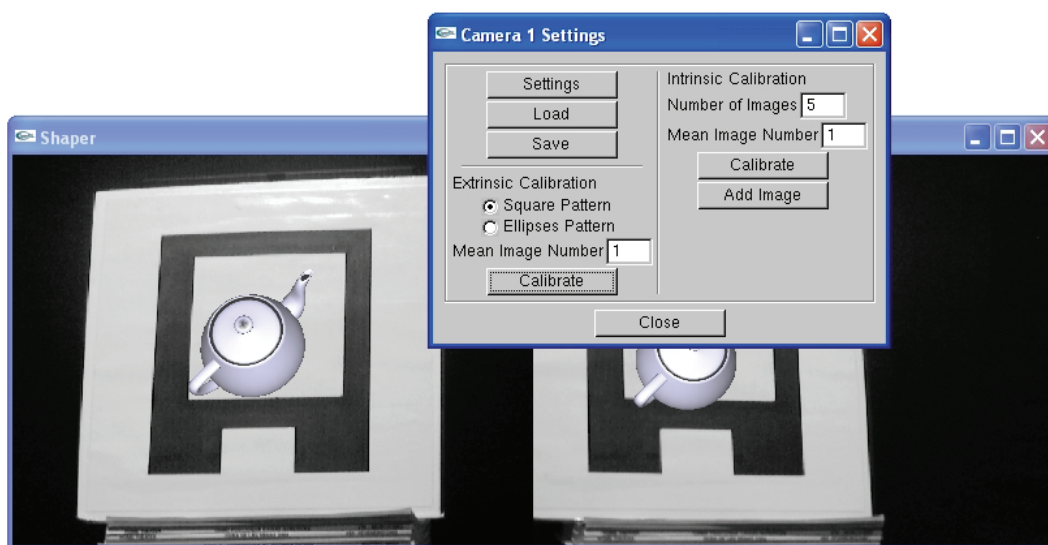 Camera 1 Settings
Shaper
Settings
Load
Save
Extrinsic Calibration
Square Pattern
Ellipses Pattern
Mean Image Number 1
Calibrate
Intrinsic Calibration
Number of Images 5
Mean Image Number 1
Calibrate
Add Image
Close